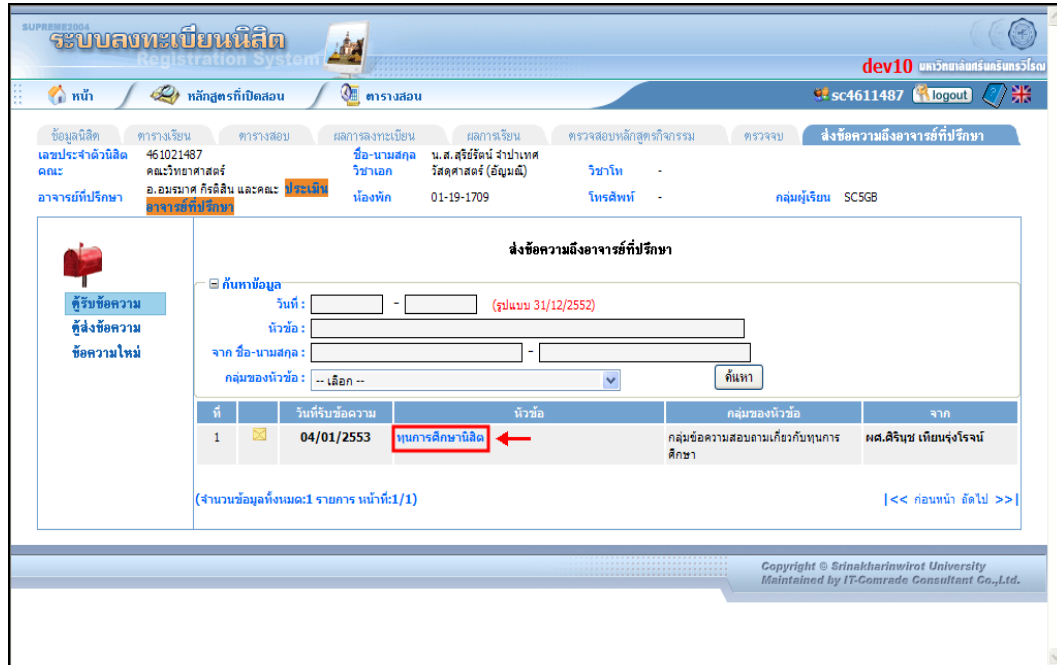 SUPREME2004
ระบบลงทะเบียนนิสิต
Registration System
dev10 มหาวิทยาลัยศรีนครินทรวิโรฒ
หน้า หลักสูตรที่เปิดสอน ตารางสอน sc4611487 logout
ข้อมูลนิสิต ตารางเรียน ตารางสอบ ผลการลงทะเบียน ผลการเรียน ตรวจสอบหลักสูตรกิจกรรม ตรวจจบ ส่งข้อความถึงอาจารย์ที่ปรึกษา
เลขประจำตัวนิสิต 461021487 ชื่อ-นามสกุล น.ส.สุรีย์รัตน์ จำปาเทศ
คณะ คณะวิทยาศาสตร์ วิชาเอก วัสดุศาสตร์ (อัญมณี) วิชาโท -
อาจารย์ที่ปรึกษา อ.อมรมาศ กีรติสิน และคณะ ประเมินอาจารย์ที่ปรึกษา ห้องพัก 01-19-1709 โทรศัพท์ - กลุ่มผู้เรียน SC5GB
ส่งข้อความถึงอาจารย์ที่ปรึกษา
ตู้รับข้อความ
ตู้ส่งข้อความ
ข้อความใหม่
ค้นหาข้อมูล
วันที่ : - (รูปแบบ 31/12/2552)
หัวข้อ :
จาก ชื่อ-นามสกุล : -
กลุ่มของหัวข้อ : -- เลือก -- ค้นหา
ที่ วันที่รับข้อความ หัวข้อ กลุ่มของหัวข้อ จาก
1 04/01/2553 ทุนการศึกษานิสิต กลุ่มข้อความสอบถามเกี่ยวกับทุนการศึกษา ผศ.ศิรินุช เทียนรุ่งโรจน์
(จำนวนข้อมูลทั้งหมด:1 รายการ หน้าที่:1/1) |<< ก่อนหน้า ถัดไป >>|
Copyright © Srinakharinwirot University
Maintained by IT-Comrade Consultant Co.,Ltd.